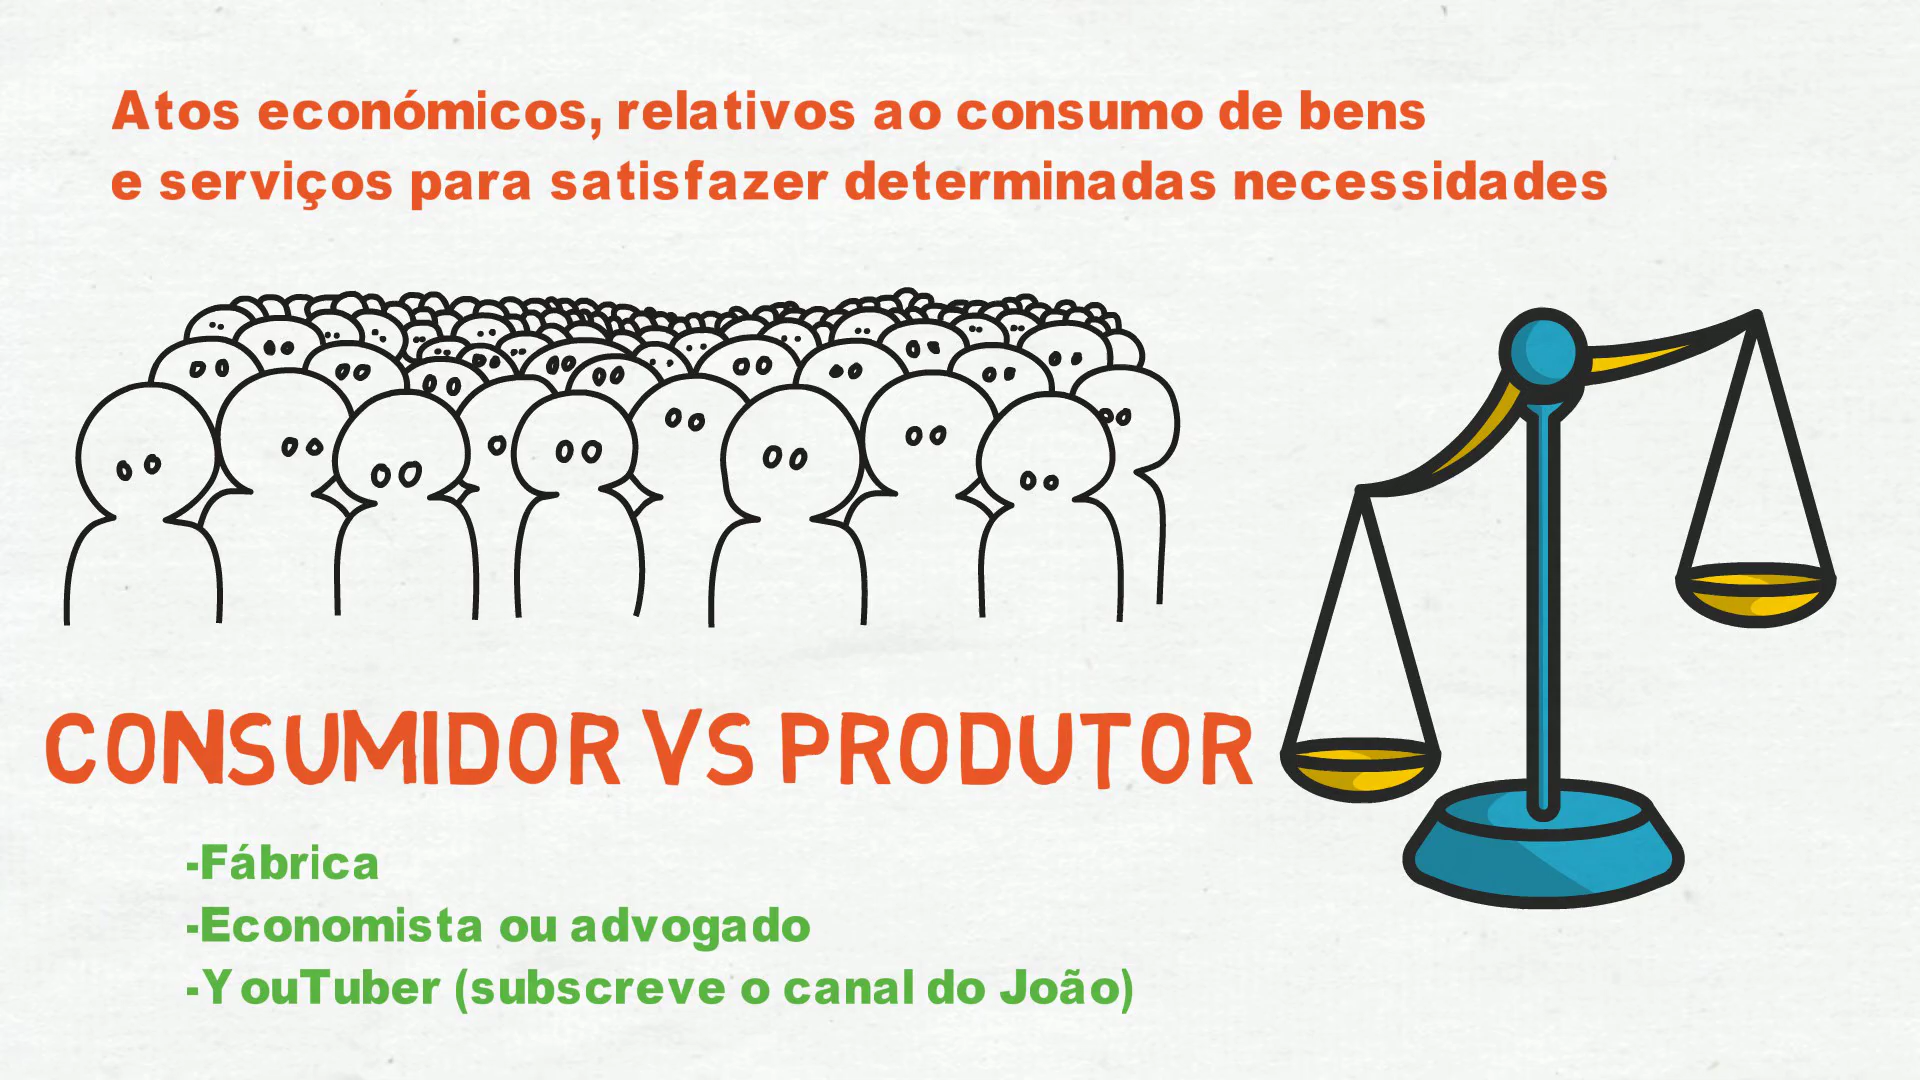 Atos económicos, relativos ao consumo de bens
e serviços para satisfazer determinadas necessidades
CONSUMIDOR VS PRODUTOR
-Fábrica
-Economista ou advogado
-YouTuber (subscreve o canal do João)